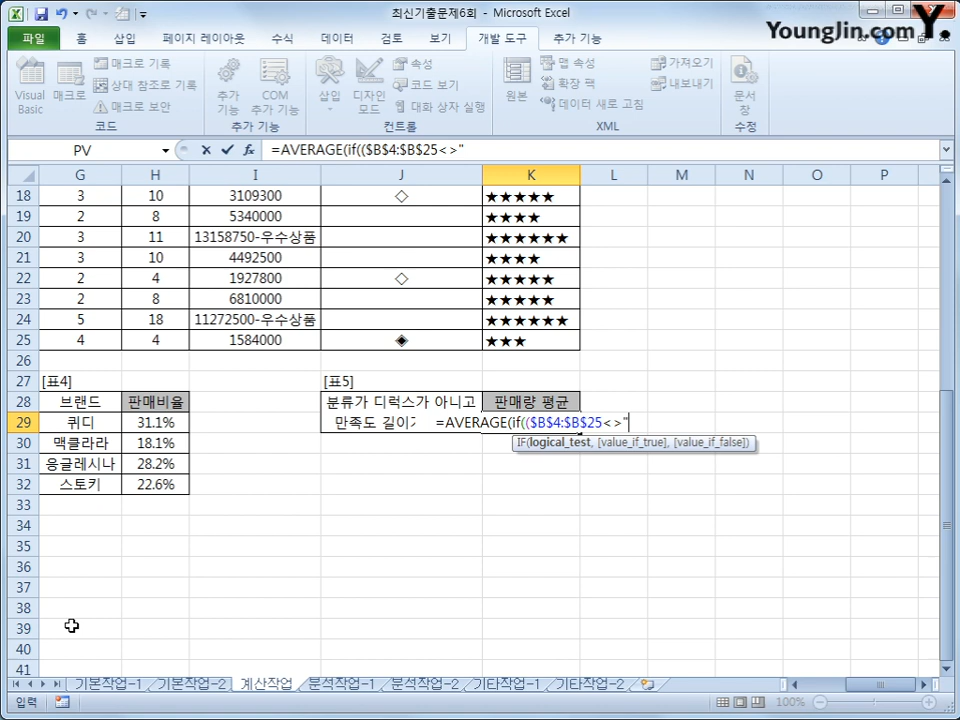 최신기출문제6회 - Microsoft Excel
Younglin.com Y.
파일 홈 삽입 페이지 레이아웃 수식 데이터 검토 보기 개발 도구 추가 기능
Visual Basic
매크로
매크로 기록
상대 참조로 기록
매크로 보안
코드
추가 기능
COM 추가 기능
추가 기능
삽입
디자인 모드
속성
코드 보기
대화 상자 실행
컨트롤
원본
맵 속성
확장 팩
데이터 새로 고침
가져오기
내보내기
XML
문서 창
수정
PV =AVERAGE(if(($B$4:$B$25<>"
G H I J K L M N O P
18 3 10 3109300 ◇ ★★★★★
19 2 8 5340000 ★★★★
20 3 11 13158750-우수상품 ★★★★★★
21 3 10 4492500 ★★★★
22 2 4 1927800 ◇ ★★★★★
23 2 8 6810000 ★★★★★
24 5 18 11272500-우수상품 ★★★★★★
25 4 4 1584000 ◈ ★★★
26
27 [표4] [표5]
28 브랜드 판매비율 분류가 디럭스가 아니고 판매량 평균
29 퀴디 31.1% 만족도 길이가 =AVERAGE(if(($B$4:$B$25<>"
IF(logical_test, [value_if_true], [value_if_false])
30 맥클라라 18.1%
31 응글레시나 28.2%
32 스토키 22.6%
33
34
35
36
37
38
39
40
41
기본작업-1 기본작업-2 계산작업 분석작업-1 분석작업-2 기타작업-1 기타작업-2
입력 100%